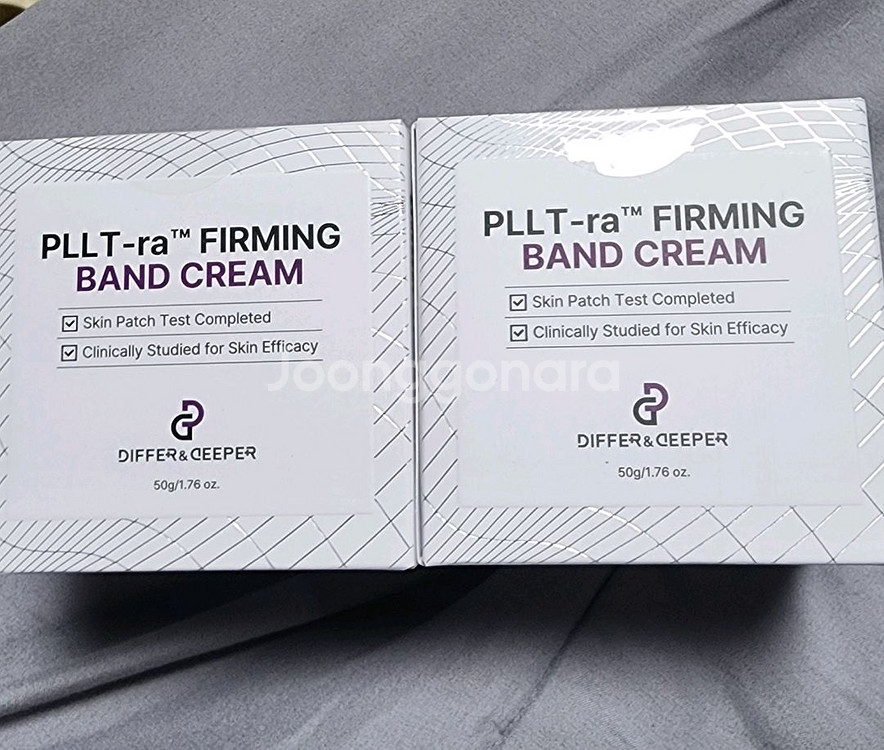 PLLT-ra™ FIRMING
BAND CREAM
Skin Patch Test Completed
Clinically Studied for Skin Efficacy
DIFFER & DEEPER
50g/1.76 oz.
PLLT-ra™ FIRMING
BAND CREAM
Skin Patch Test Completed
Clinically Studied for Skin Efficacy
DIFFER & DEEPER
50g/1.76 oz.
Joonggonara